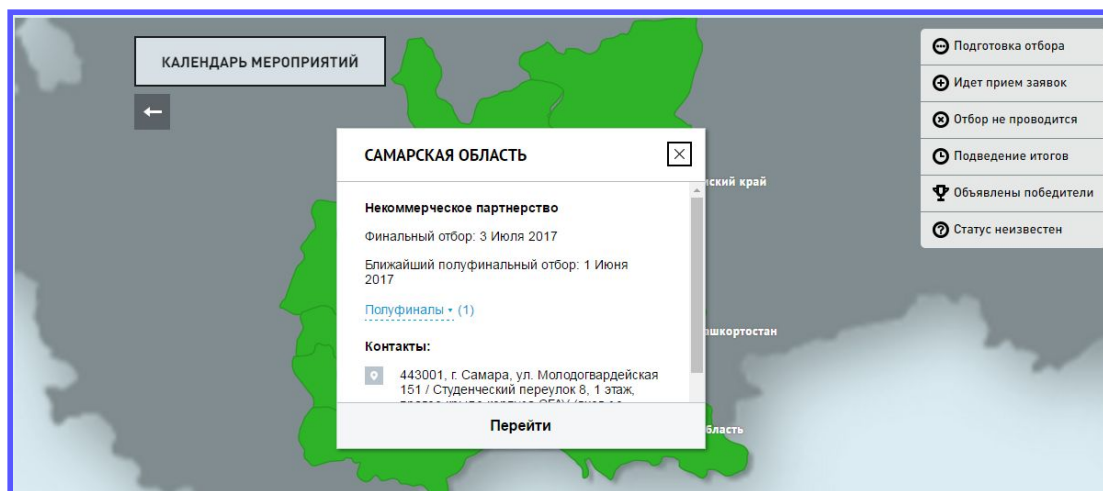 КАЛЕНДАРЬ МЕРОПРИЯТИЙ
САМАРСКАЯ ОБЛАСТЬ
Некоммерческое партнерство
Финальный отбор: 3 Июля 2017
Ближайший полуфинальный отбор: 1 Июня
2017
Полуфиналы • (1)
Контакты:
443001, г. Самара, ул. Молодогвардейская
151 / Студенческий переулок 8, 1 этаж,
Перейти
ский край
ашкортостан
бласть
Подготовка отбора
Идет прием заявок
Отбор не проводится
Подведение итогов
Объявлены победители
Статус неизвестен